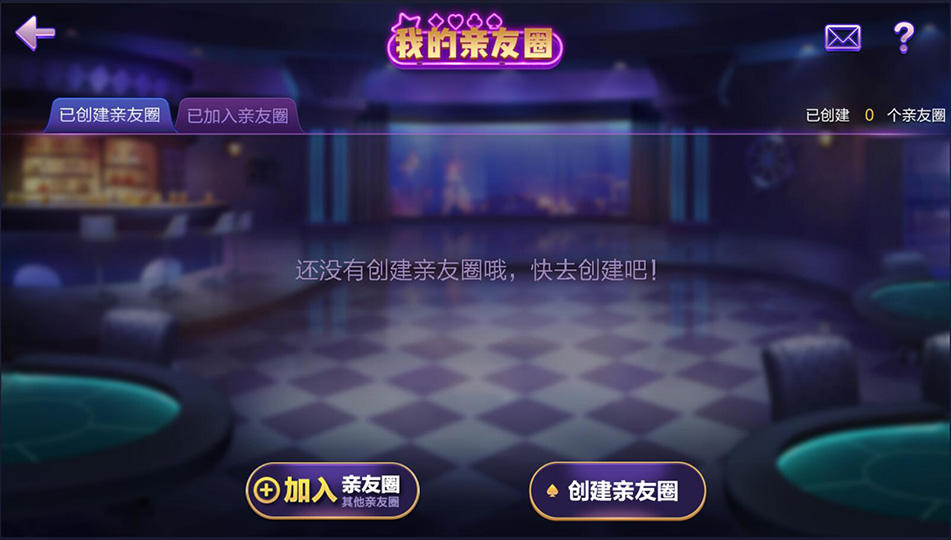 我的亲友圈
已创建亲友圈
已加入亲友圈
已创建 0 个亲友圈
还没有创建亲友圈哦，快去创建吧！
加入 亲友圈
其他亲友圈
创建亲友圈